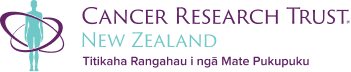 CANCER RESEARCH TRUST®
NEW ZEALAND
Titikaha Rangahau i ngā Mate Pukupuku